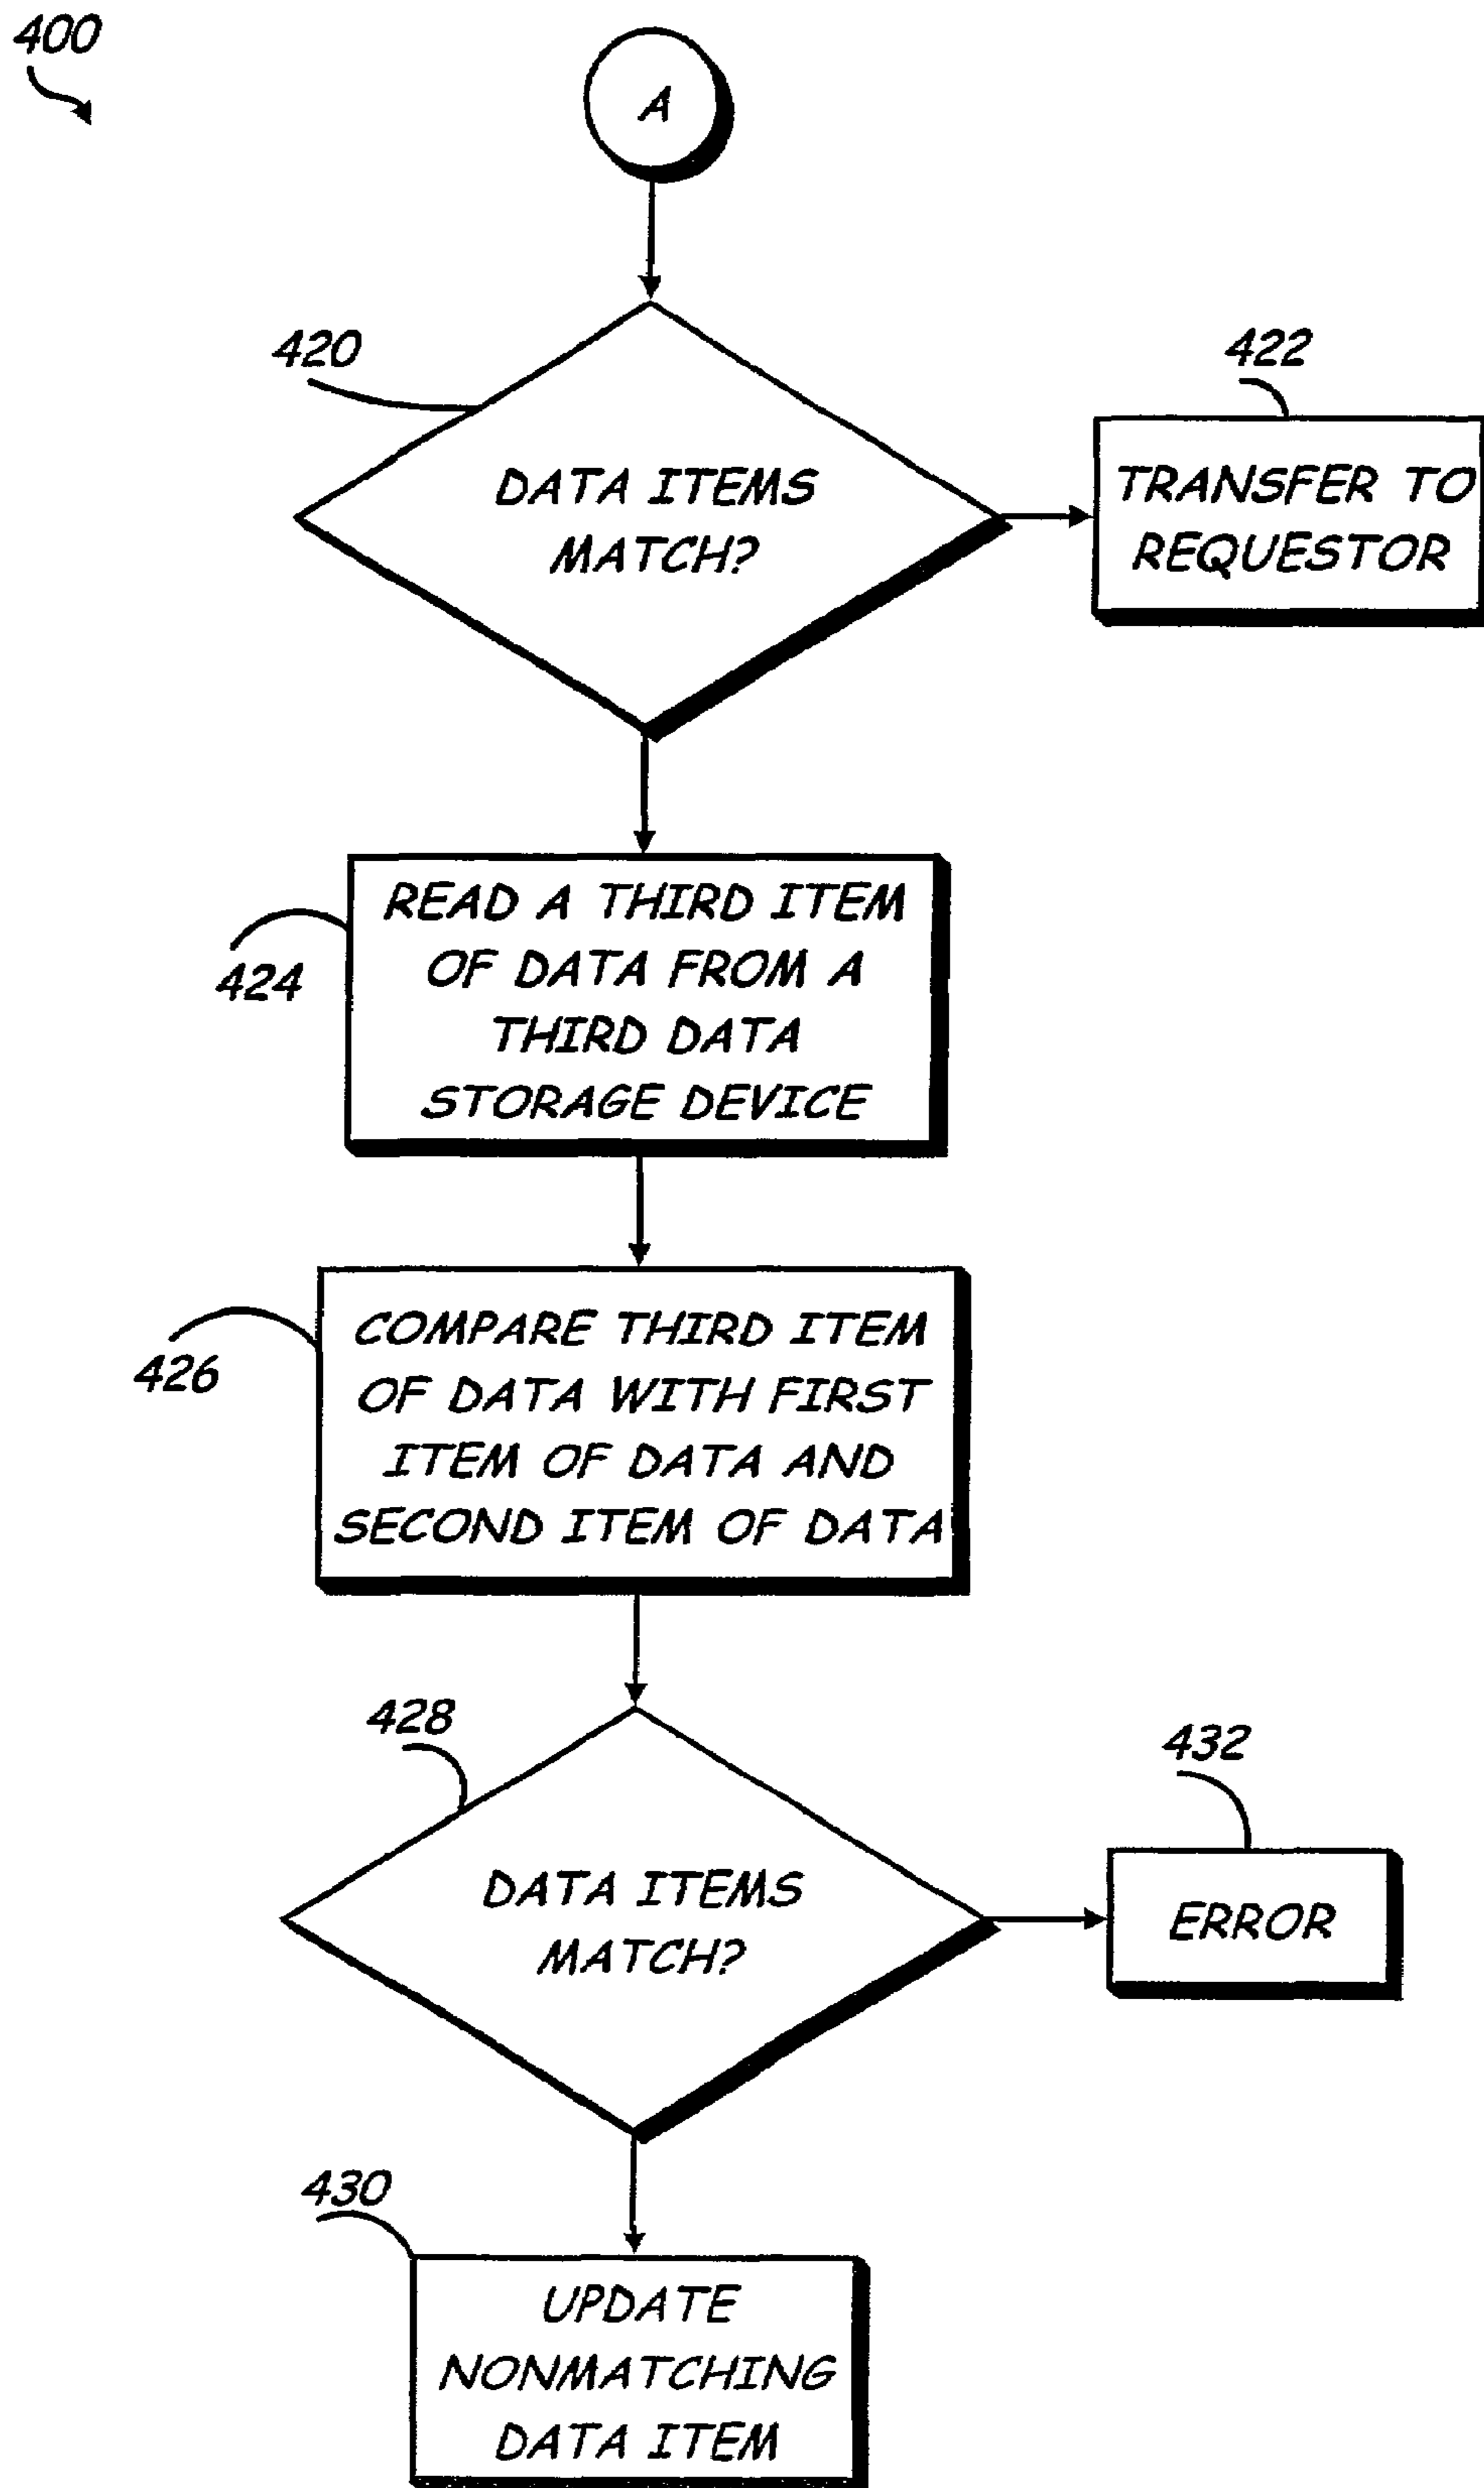 400
A
420
DATA ITEMS
MATCH?
422
TRANSFER TO
REQUESTOR
424
READ A THIRD ITEM
OF DATA FROM A
THIRD DATA
STORAGE DEVICE
426
COMPARE THIRD ITEM
OF DATA WITH FIRST
ITEM OF DATA AND
SECOND ITEM OF DATA
428
DATA ITEMS
MATCH?
432
ERROR
430
UPDATE
NONMATCHING
DATA ITEM